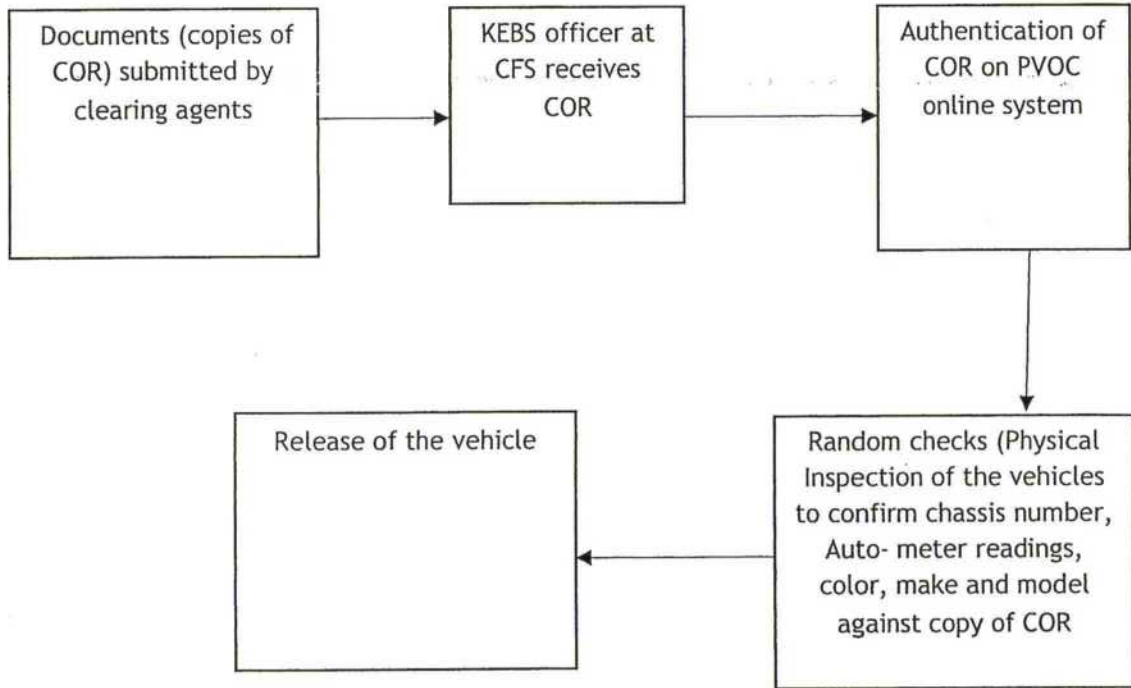 Documents (copies of
COR) submitted by
clearing agents
KEBS officer at
CFS receives
COR
Authentication of
COR on PVOC
online system
Random checks (Physical
Inspection of the vehicles
to confirm chassis number,
Auto- meter readings,
color, make and model
against copy of COR
Release of the vehicle